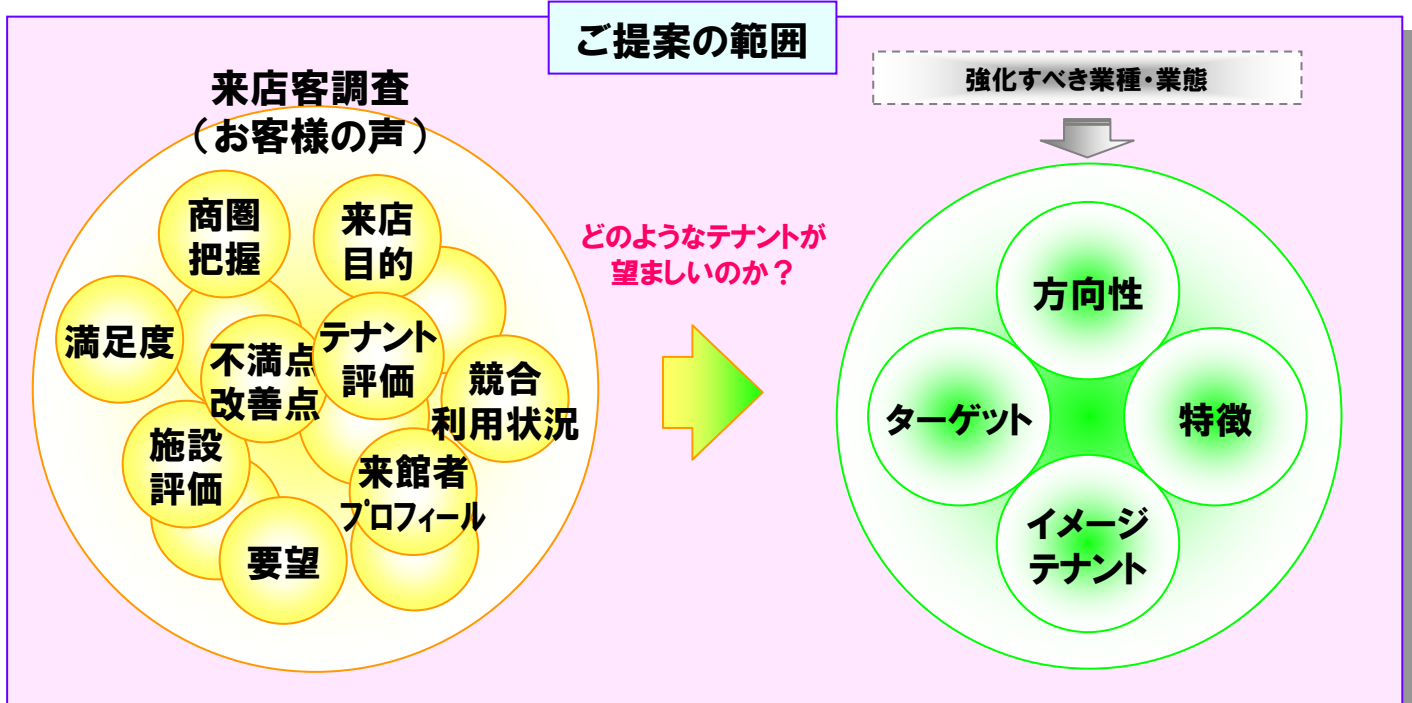 ご提案の範囲
来店客調査
（お客様の声）
商圏
把握
来店
目的
満足度
不満点
改善点
テナント
評価
競合
利用状況
施設
評価
来館者
プロフィール
要望
どのようなテナントが
望ましいのか？
強化すべき業種・業態
方向性
ターゲット
特徴
イメージ
テナント